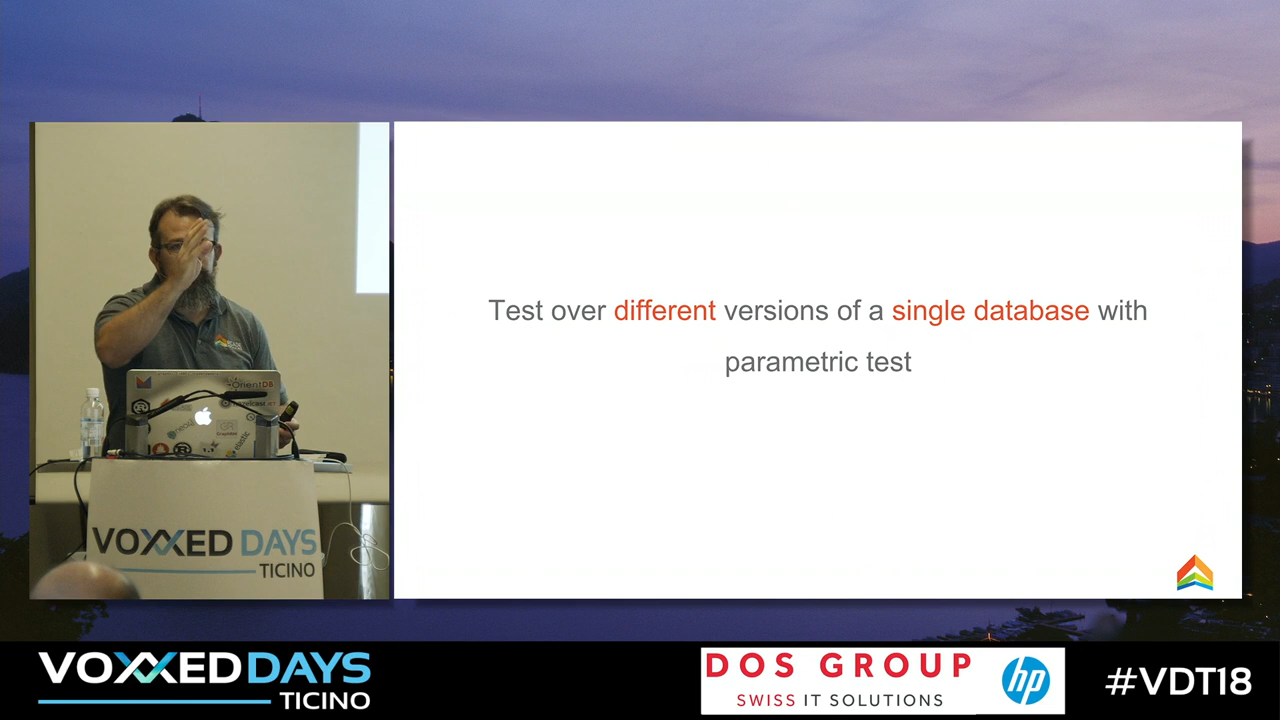 Test over different versions of a single database with
parametric test
OrientDB
VOXXED DAYS
TICINO
VOXXED DAYS
TICINO
DOS GROUP
SWISS IT SOLUTIONS
hp
#VDT18